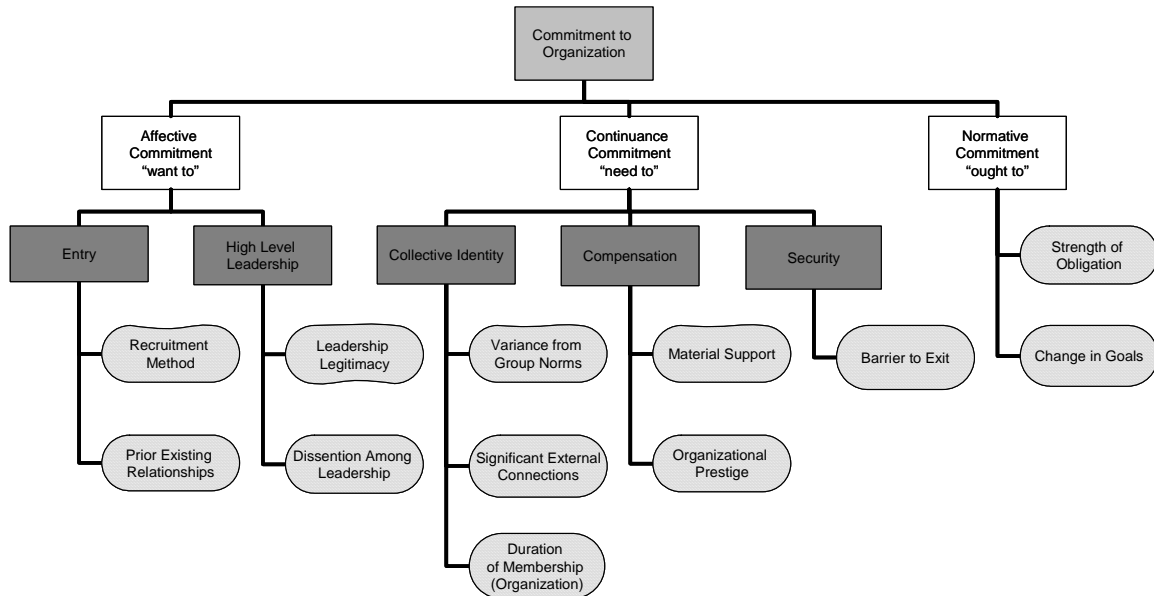 Commitment to
Organization
Affective
Commitment
“want to”
Continuance
Commitment
“need to”
Normative
Commitment
“ought to”
Entry
High Level
Leadership
Collective Identity
Compensation
Security
Strength of
Obligation
Recruitment
Method
Leadership
Legitimacy
Variance from
Group Norms
Material Support
Barrier to Exit
Change in Goals
Prior Existing
Relationships
Dissention Among
Leadership
Significant External
Connections
Organizational
Prestige
Duration
of Membership
(Organization)